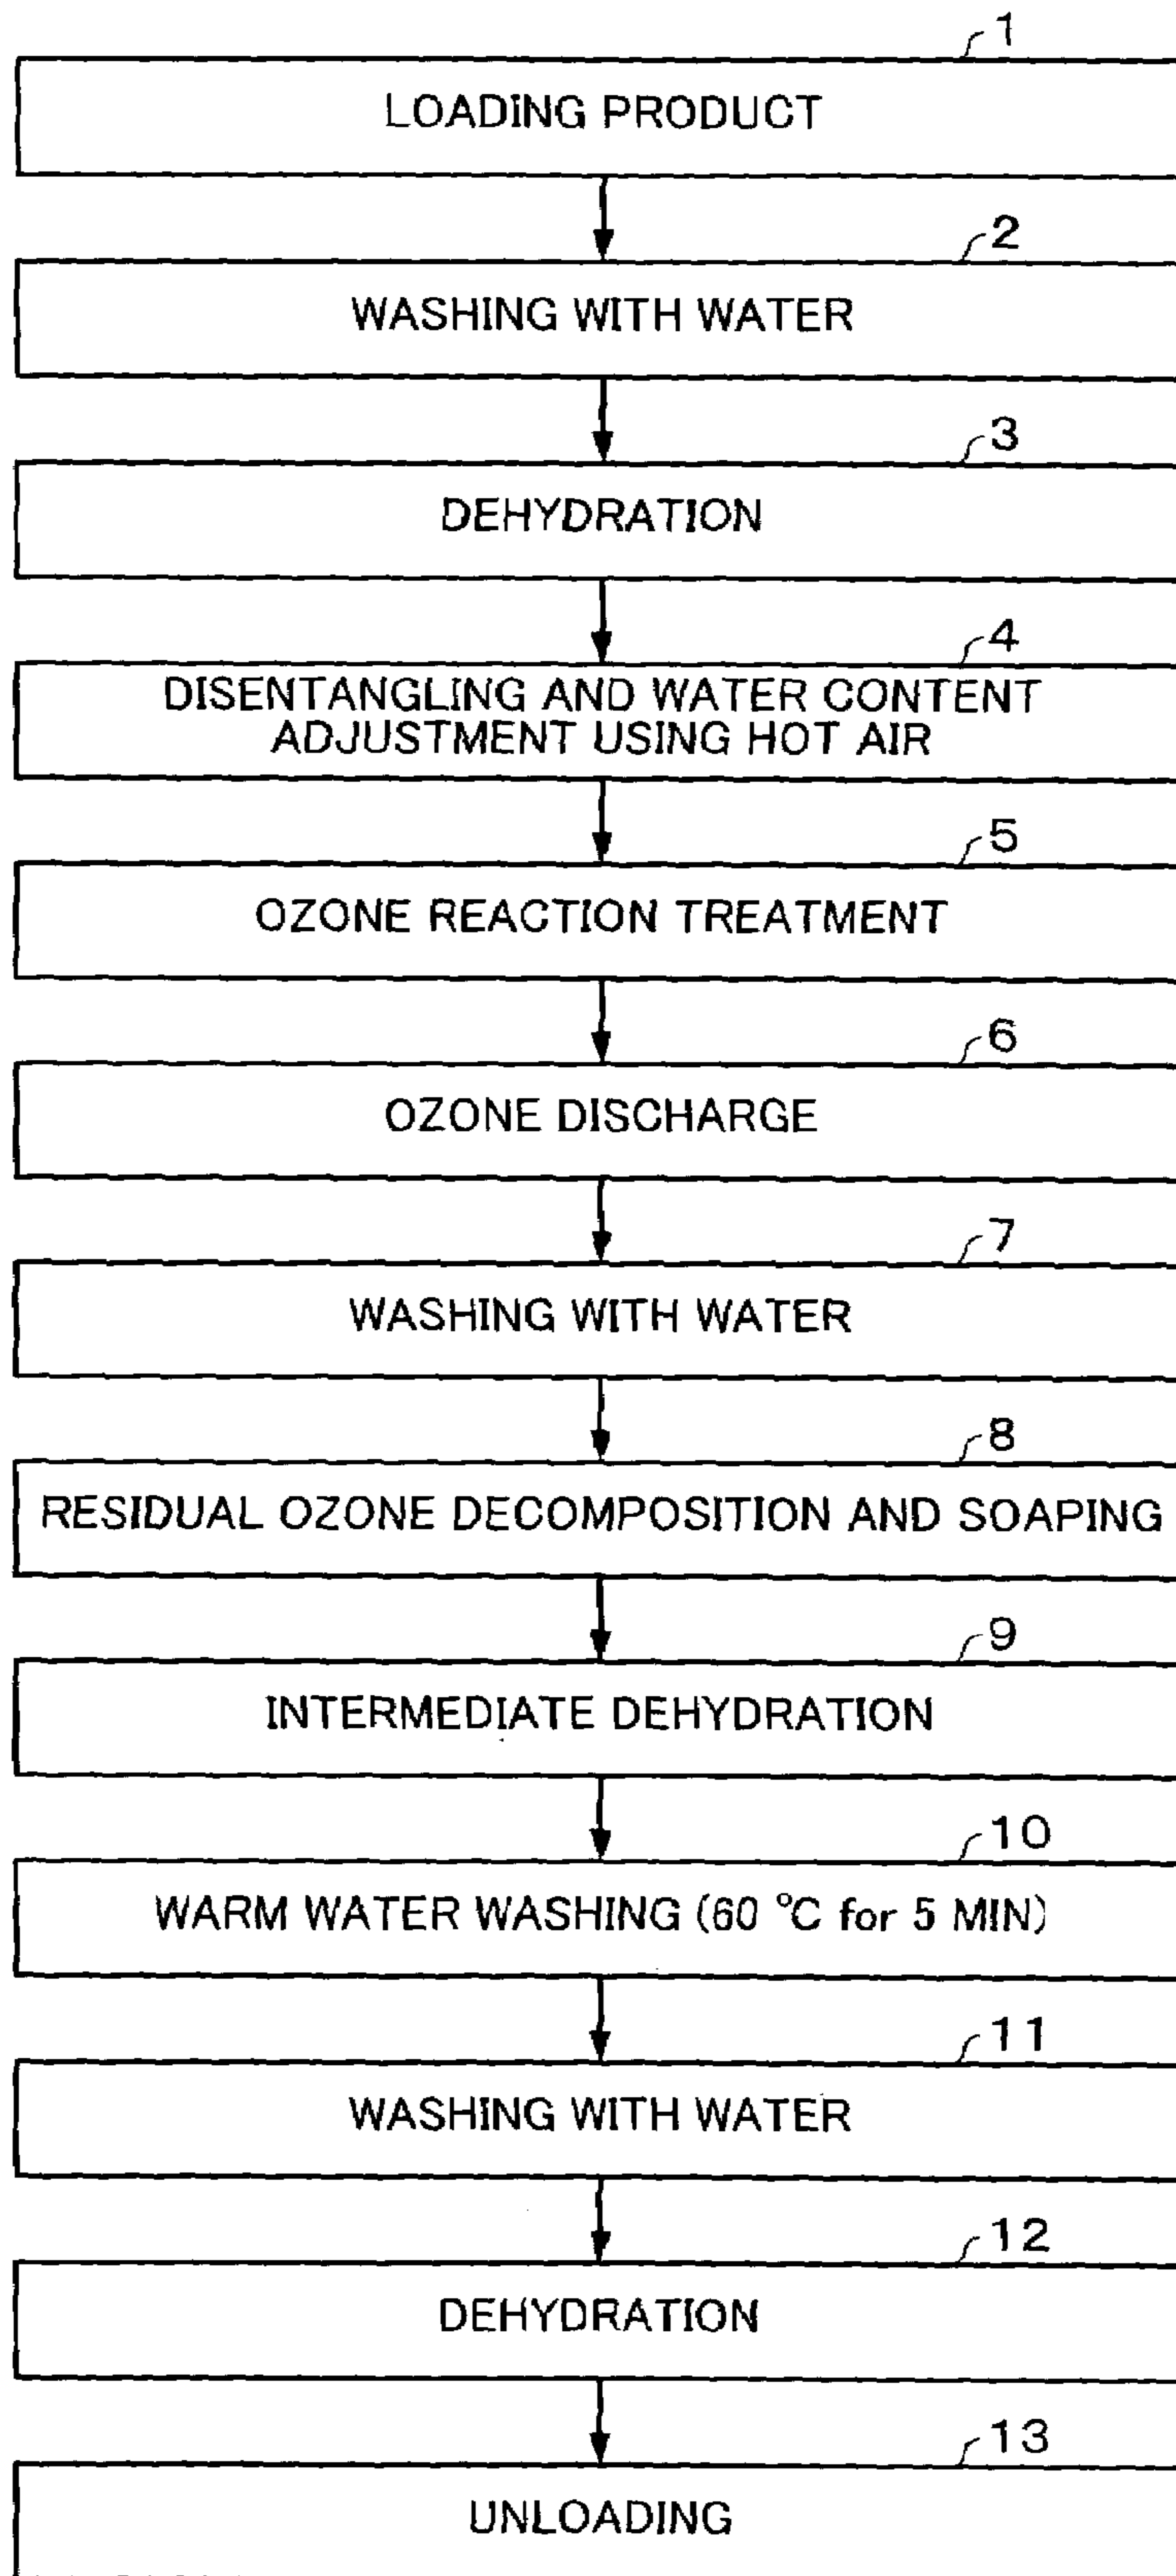 1
LOADING PRODUCT
2
WASHING WITH WATER
3
DEHYDRATION
4
DISENTANGLING AND WATER CONTENT
ADJUSTMENT USING HOT AIR
5
OZONE REACTION TREATMENT
6
OZONE DISCHARGE
7
WASHING WITH WATER
8
RESIDUAL OZONE DECOMPOSITION AND SOAPING
9
INTERMEDIATE DEHYDRATION
10
WARM WATER WASHING (60 °C for 5 MIN)
11
WASHING WITH WATER
12
DEHYDRATION
13
UNLOADING